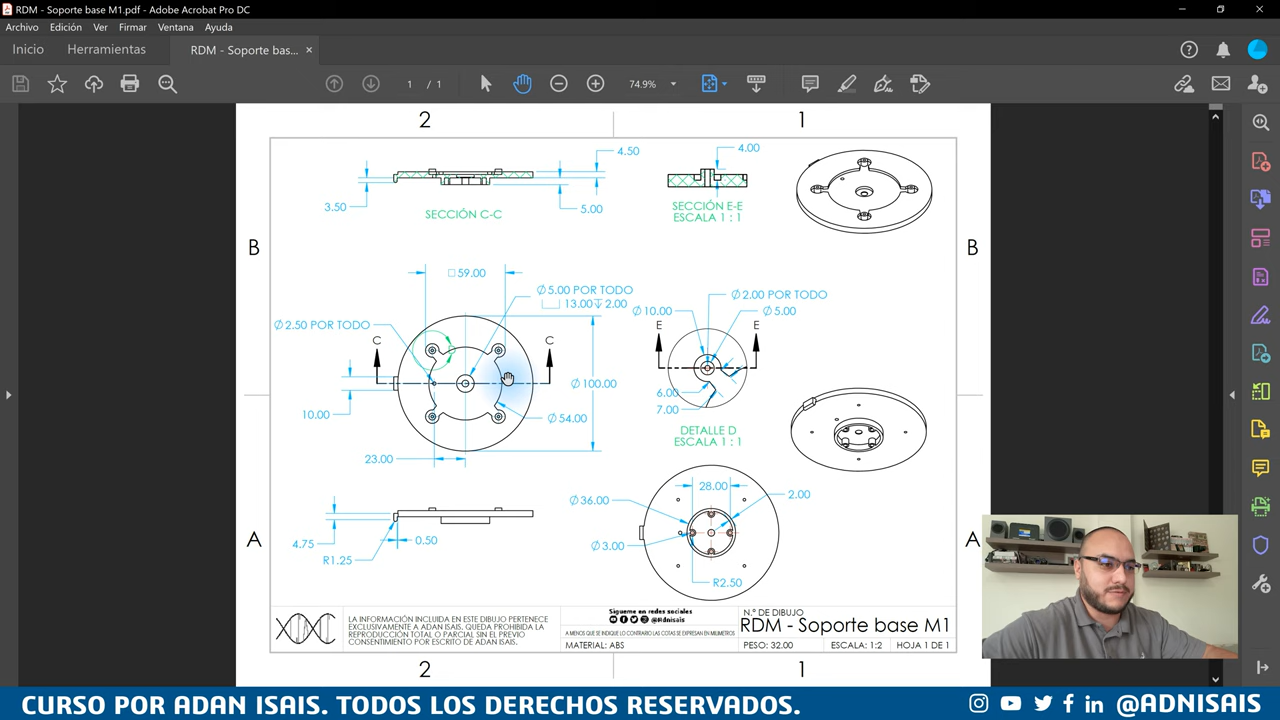 RDM - Soporte base M1.pdf - Adobe Acrobat Pro DC
Archivo Edición Ver Firmar Ventana Ayuda
Inicio Herramientas RDM - Soporte bas... ×
1 / 1 74.9%
2 1
4.50 4.00
3.50 5.00
SECCIÓN C-C
SECCIÓN E-E
ESCALA 1 : 1
B B
□ 59.00
∅ 5.00 POR TODO
⌴ 13.00 ↧ 2.00
∅ 2.50 POR TODO
∅ 2.00 POR TODO
∅ 10.00 ∅ 5.00
C C E E
∅ 100.00
10.00
∅ 54.00
23.00
6.00
7.00
DETALLE D
ESCALA 1 : 1
28.00
∅ 36.00 2.00
∅ 3.00
R2.50
4.75 0.50
R1.25
A A
LA INFORMACIÓN INCLUIDA EN ESTE DIBUJO PERTENECE
EXCLUSIVAMENTE A ADAN ISAIS. QUEDA PROHIBIDA LA
REPRODUCCIÓN TOTAL O PARCIAL SIN EL PREVIO
CONSENTIMIENTO POR ESCRITO DE ADAN ISAIS.
Sígueme en redes sociales
@Adnisais
A MENOS QUE SE INDIQUE LO CONTRARIO LAS COTAS SE EXPRESAN EN MILIMETROS
MATERIAL: ABS
N.º DE DIBUJO
RDM - Soporte base M1
PESO: 32.00 ESCALA: 1:2 HOJA 1 DE 1
2 1
CURSO POR ADAN ISAIS. TODOS LOS DERECHOS RESERVADOS.
@ADNISAIS